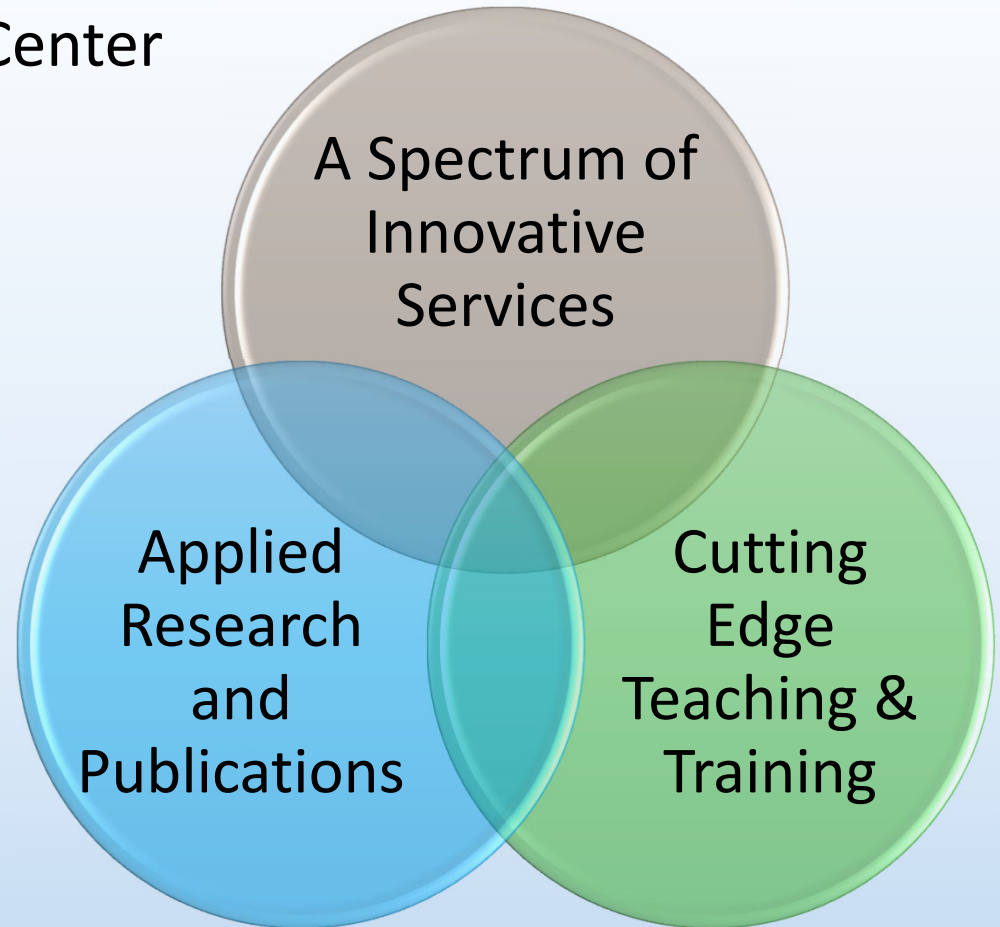 Center
A Spectrum of
Innovative
Services
Applied
Research
and
Publications
Cutting
Edge
Teaching &
Training